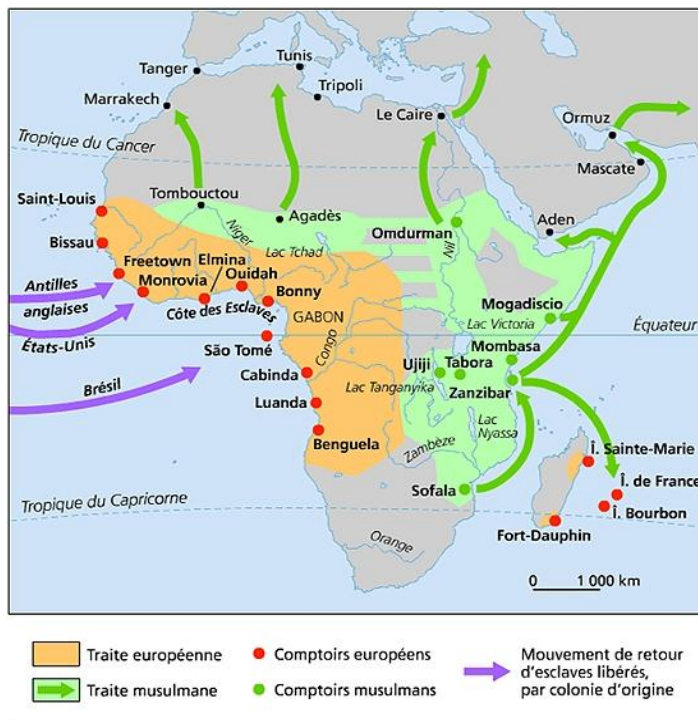 Tanger
Tunis
Tripoli
Marrakech
Le Caire
Ormuz
Tropique du Cancer
Mascate
Saint-Louis
Tombouctou
Agadès
Omdurman
Nil
Aden
Bissau
Niger
Lac Tchad
Freetown
Elmina
Monrovia
Ouidah
Bonny
Antilles
anglaises
Côte des Esclaves
GABON
Mogadiscio
Lac Victoria
Équateur
États-Unis
São Tomé
Congo
Mombasa
Ujiji
Tabora
Brésil
Cabinda
Lac Tanganyika
Zanzibar
Luanda
Lac
Nyassa
Benguela
Zambèze
Î. Sainte-Marie
Î. de France
Sofala
Î. Bourbon
Tropique du Capricorne
Fort-Dauphin
Orange
0 1 000 km
Traite européenne
Comptoirs européens
Mouvement de retour
d'esclaves libérés,
par colonie d'origine
Traite musulmane
Comptoirs musulmans